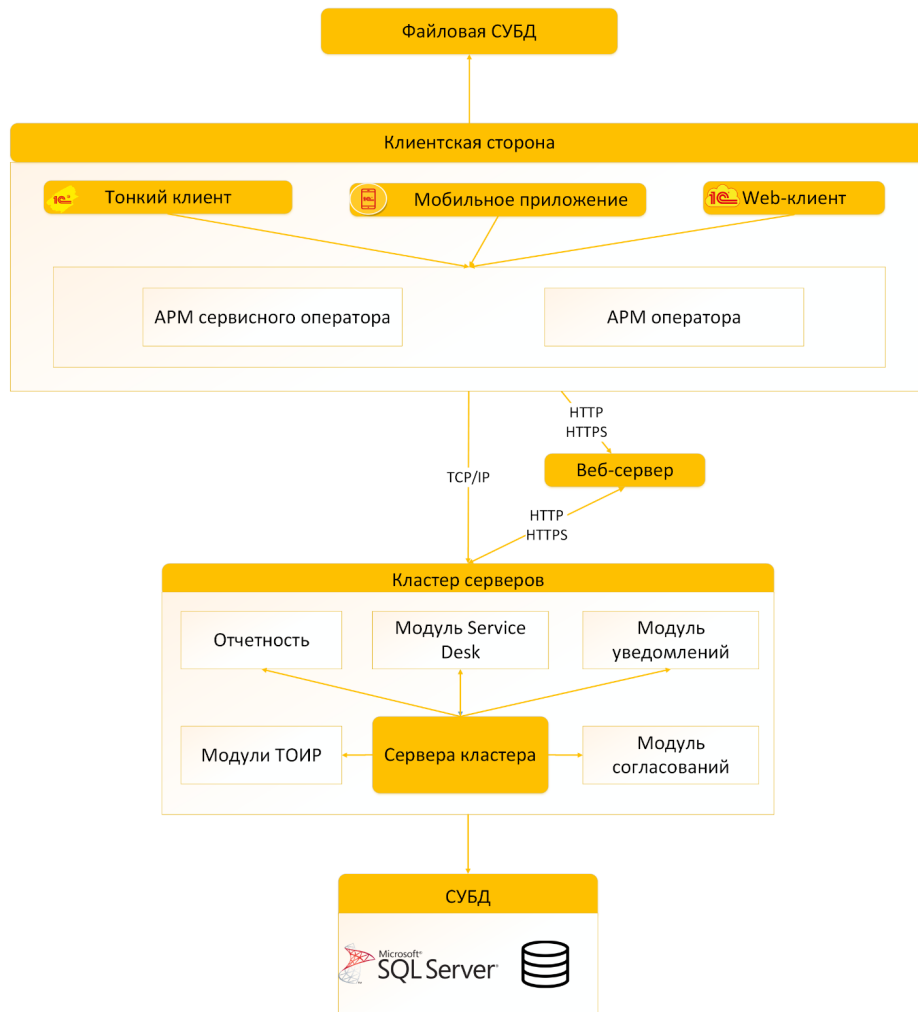 Файловая СУБД
Клиентская сторона
1С Тонкий клиент
Мобильное приложение
1С Web-клиент
АРМ сервисного оператора
АРМ оператора
HTTP
HTTPS
TCP/IP
Веб-сервер
HTTP
HTTPS
Кластер серверов
Отчетность
Модуль Service
Desk
Модуль
уведомлений
Модули ТОИР
Сервера кластера
Модуль
согласований
СУБД
Microsoft®
SQL Server®